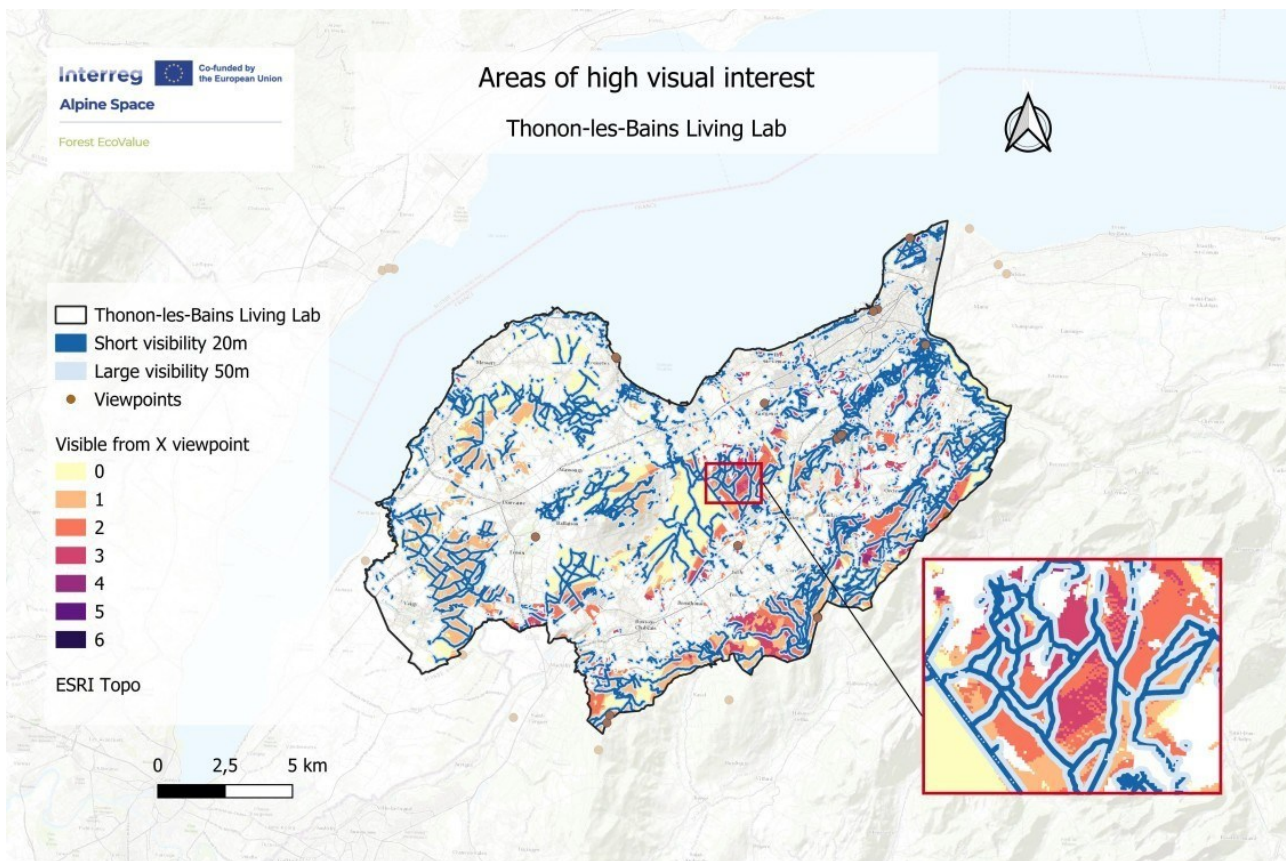 Interreg
Co-funded by
the European Union
Alpine Space
Forest EcoValue
Areas of high visual interest
Thonon-les-Bains Living Lab
Thonon-les-Bains Living Lab
Short visibility 20m
Large visibility 50m
Viewpoints
Visible from X viewpoint
0
1
2
3
4
5
6
ESRI Topo
0 2,5 5 km